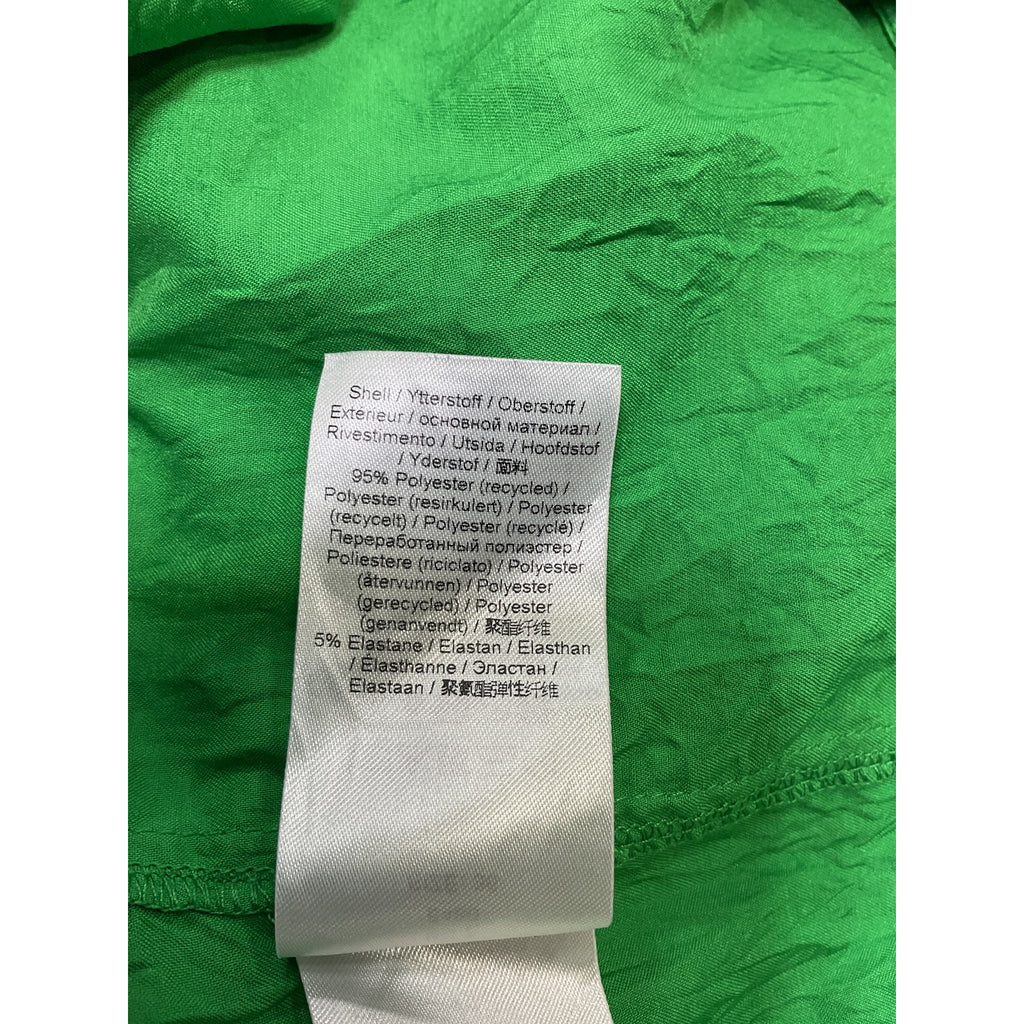 Shell / Ytterstoff / Oberstoff /
Exterieur / основной материал /
Rivestimento / Utsida / Hoofdstof
/ Yderstof / 面料
95% Polyester (recycled) /
Polyester (resirkulert) / Polyester
(recycelt) / Polyester (recyclé) /
Переработанный полиэстер /
Poliestere (riciclato) / Polyester
(återvunnen) / Polyester
(gerecycled) / Polyester
(genanvendt) / 聚酯纤维
5% Elastane / Elastan / Elasthan
/ Élasthanne / Эластан /
Elastaan / 聚氨酯弹性纤维